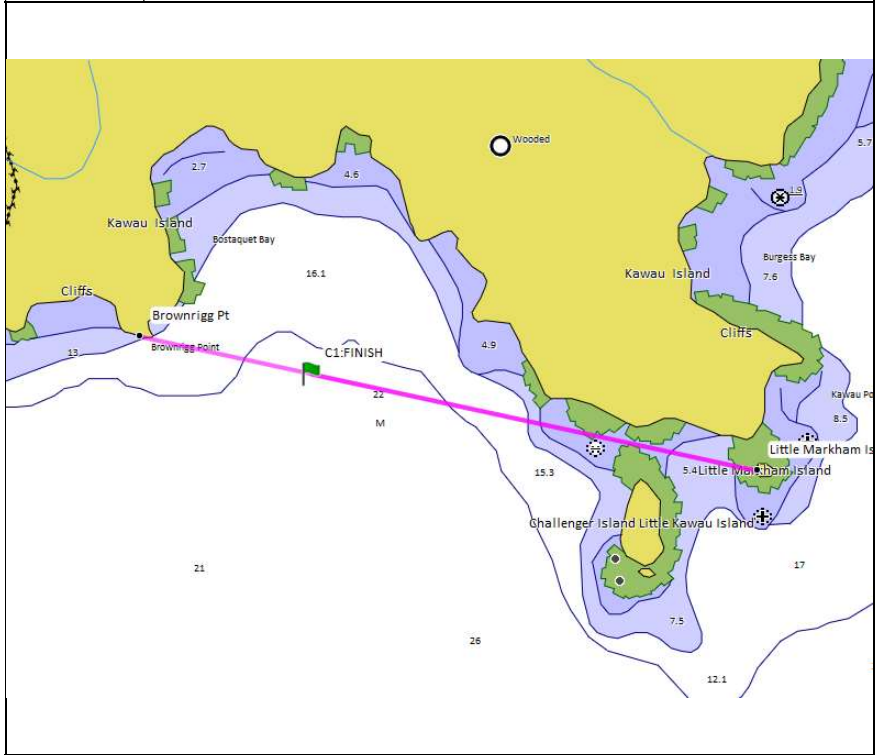 Wooded
5.7
2.7
4.6
1.9
Kawau Island
Bostaquet Bay
Burgess Bay
16.1
Kawau Island
7.6
Cliffs
Brownrigg Pt
Cliffs
13
Brownrigg Point
C1:FINISH
4.9
22
Kawau Po
8.5
M
Little Markham Is
15.3
5.4
Little Markham Island
Challenger Island Little Kawau Island
21
17
7.5
26
12.1